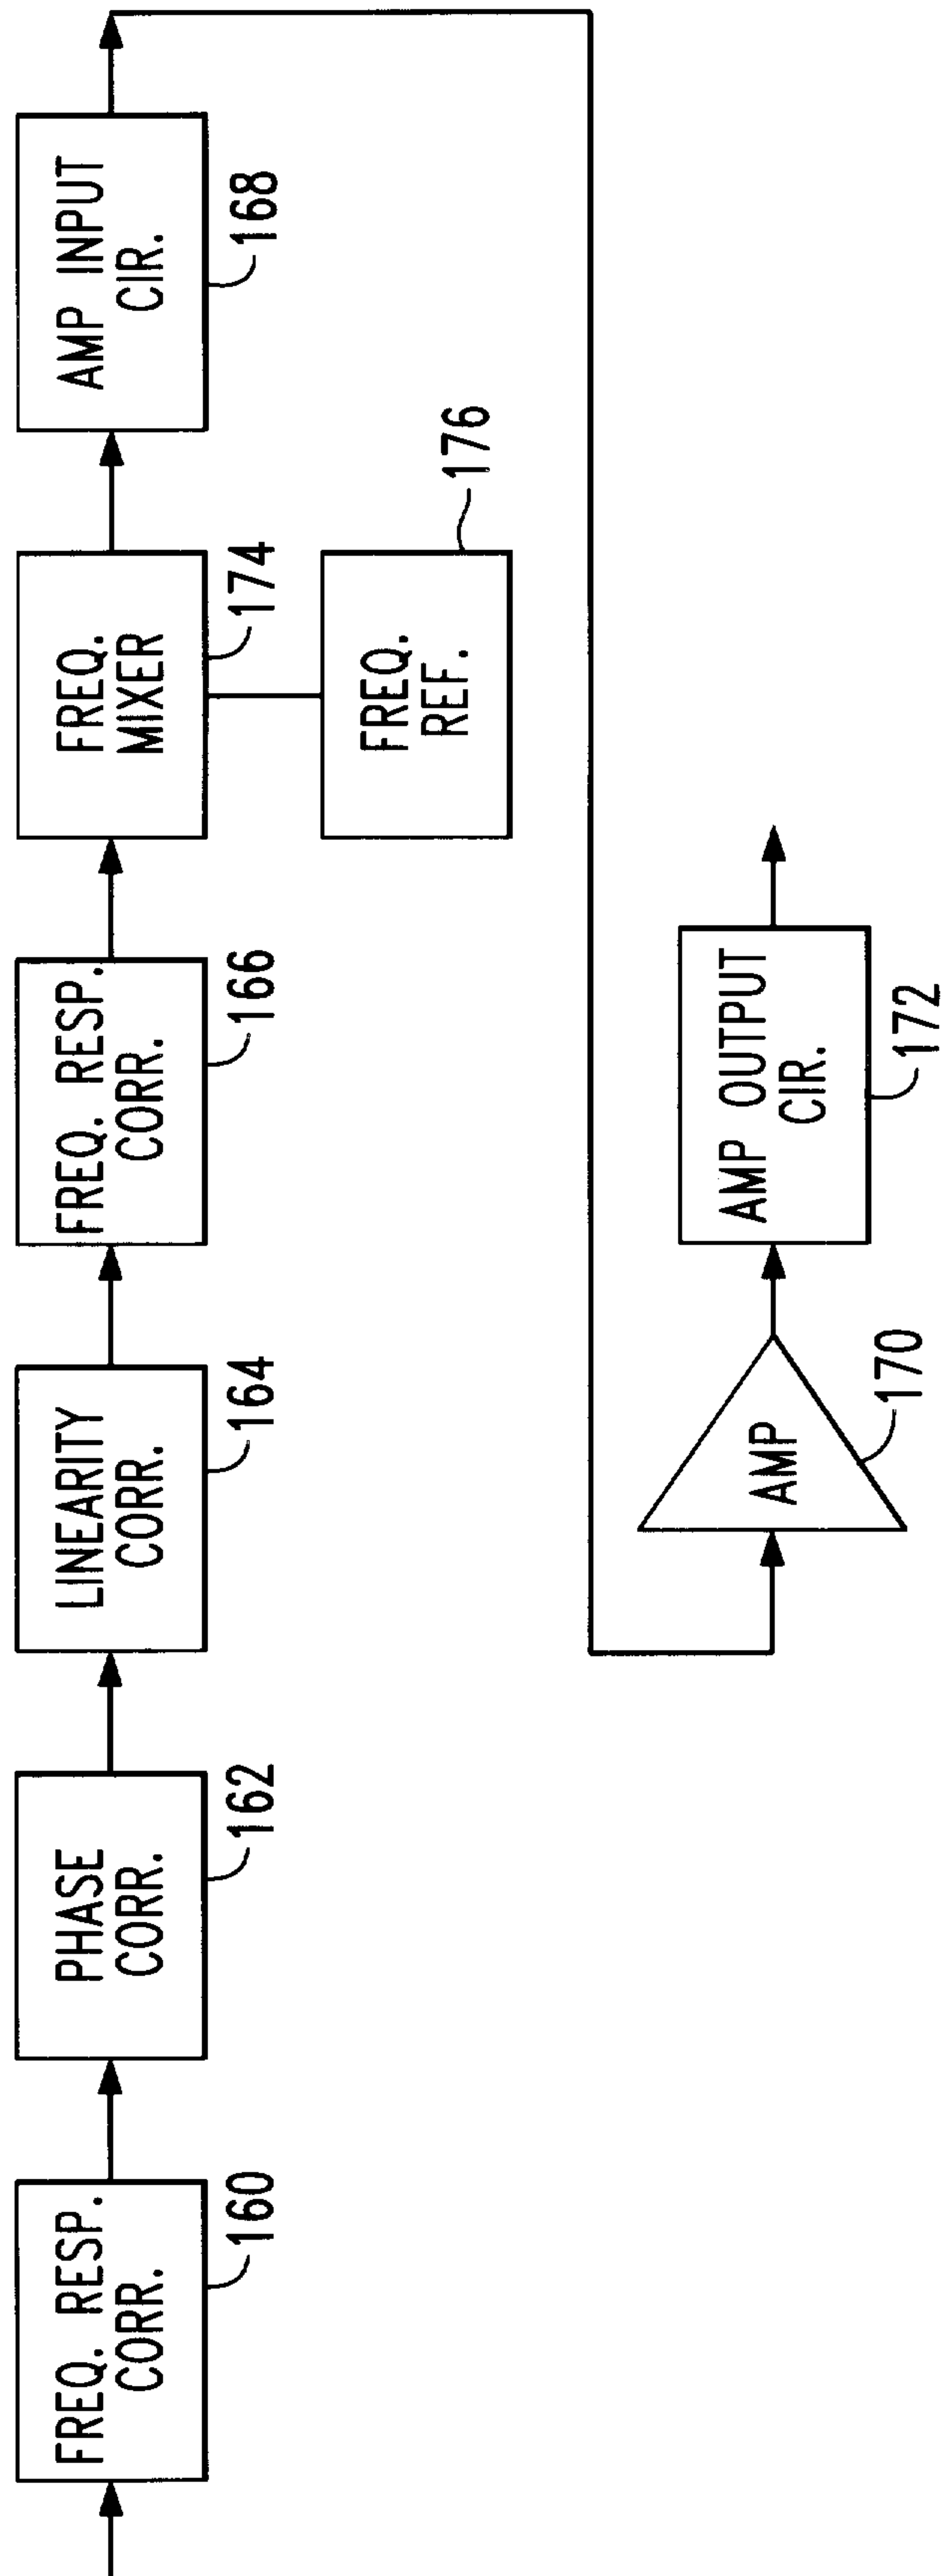 FREQ. RESP.
CORR.
160
PHASE
CORR.
162
LINEARITY
CORR.
164
FREQ. RESP.
CORR.
166
FREQ.
MIXER
174
FREQ.
REF.
176
AMP INPUT
CIR.
168
AMP
170
AMP OUTPUT
CIR.
172